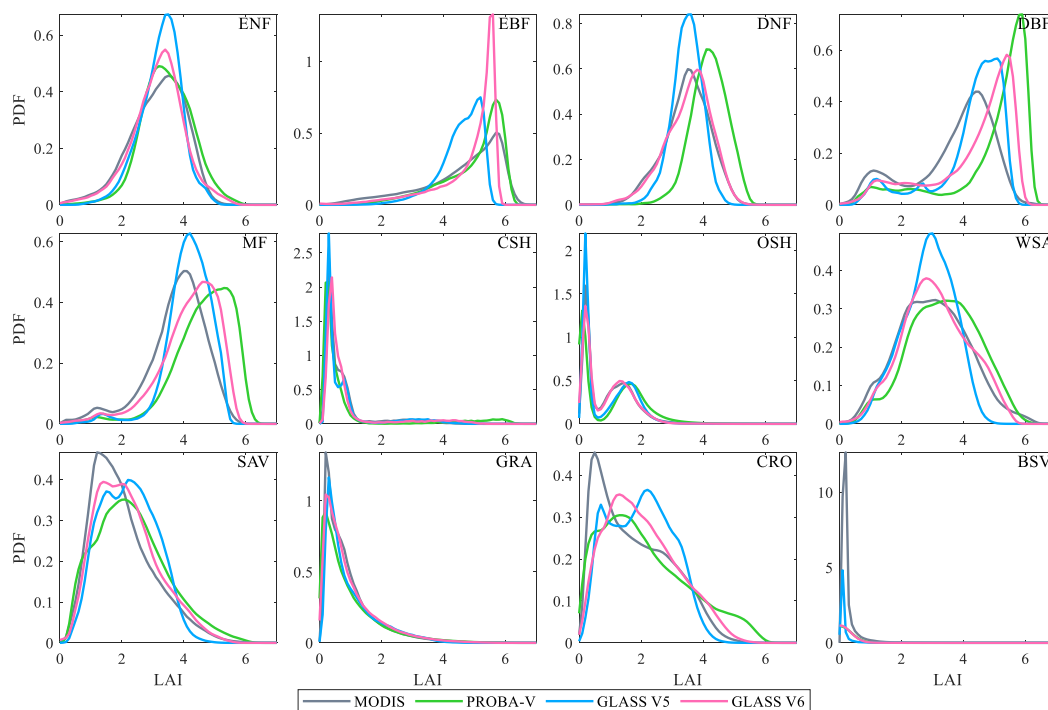 ENF EBF DNF DBF
PDF
0.6 0.4 0.2 0
1 0.5 0
0.8 0.6 0.4 0.2 0
0.6 0.4 0.2 0
0 2 4 6 0 2 4 6 0 2 4 6 0 2 4 6
MF CSH OSH WSA
PDF
0.6 0.4 0.2 0
2.5 2 1.5 1 0.5 0
2 1.5 1 0.5 0
0.4 0.3 0.2 0.1 0
0 2 4 6 0 2 4 6 0 2 4 6 0 2 4 6
SAV GRA CRO BSV
PDF
0.4 0.3 0.2 0.1 0
1 0.5 0
0.4 0.3 0.2 0.1 0
10 5 0
0 2 4 6 0 2 4 6 0 2 4 6 0 2 4 6
LAI LAI LAI LAI
MODIS PROBA-V GLASS V5 GLASS V6